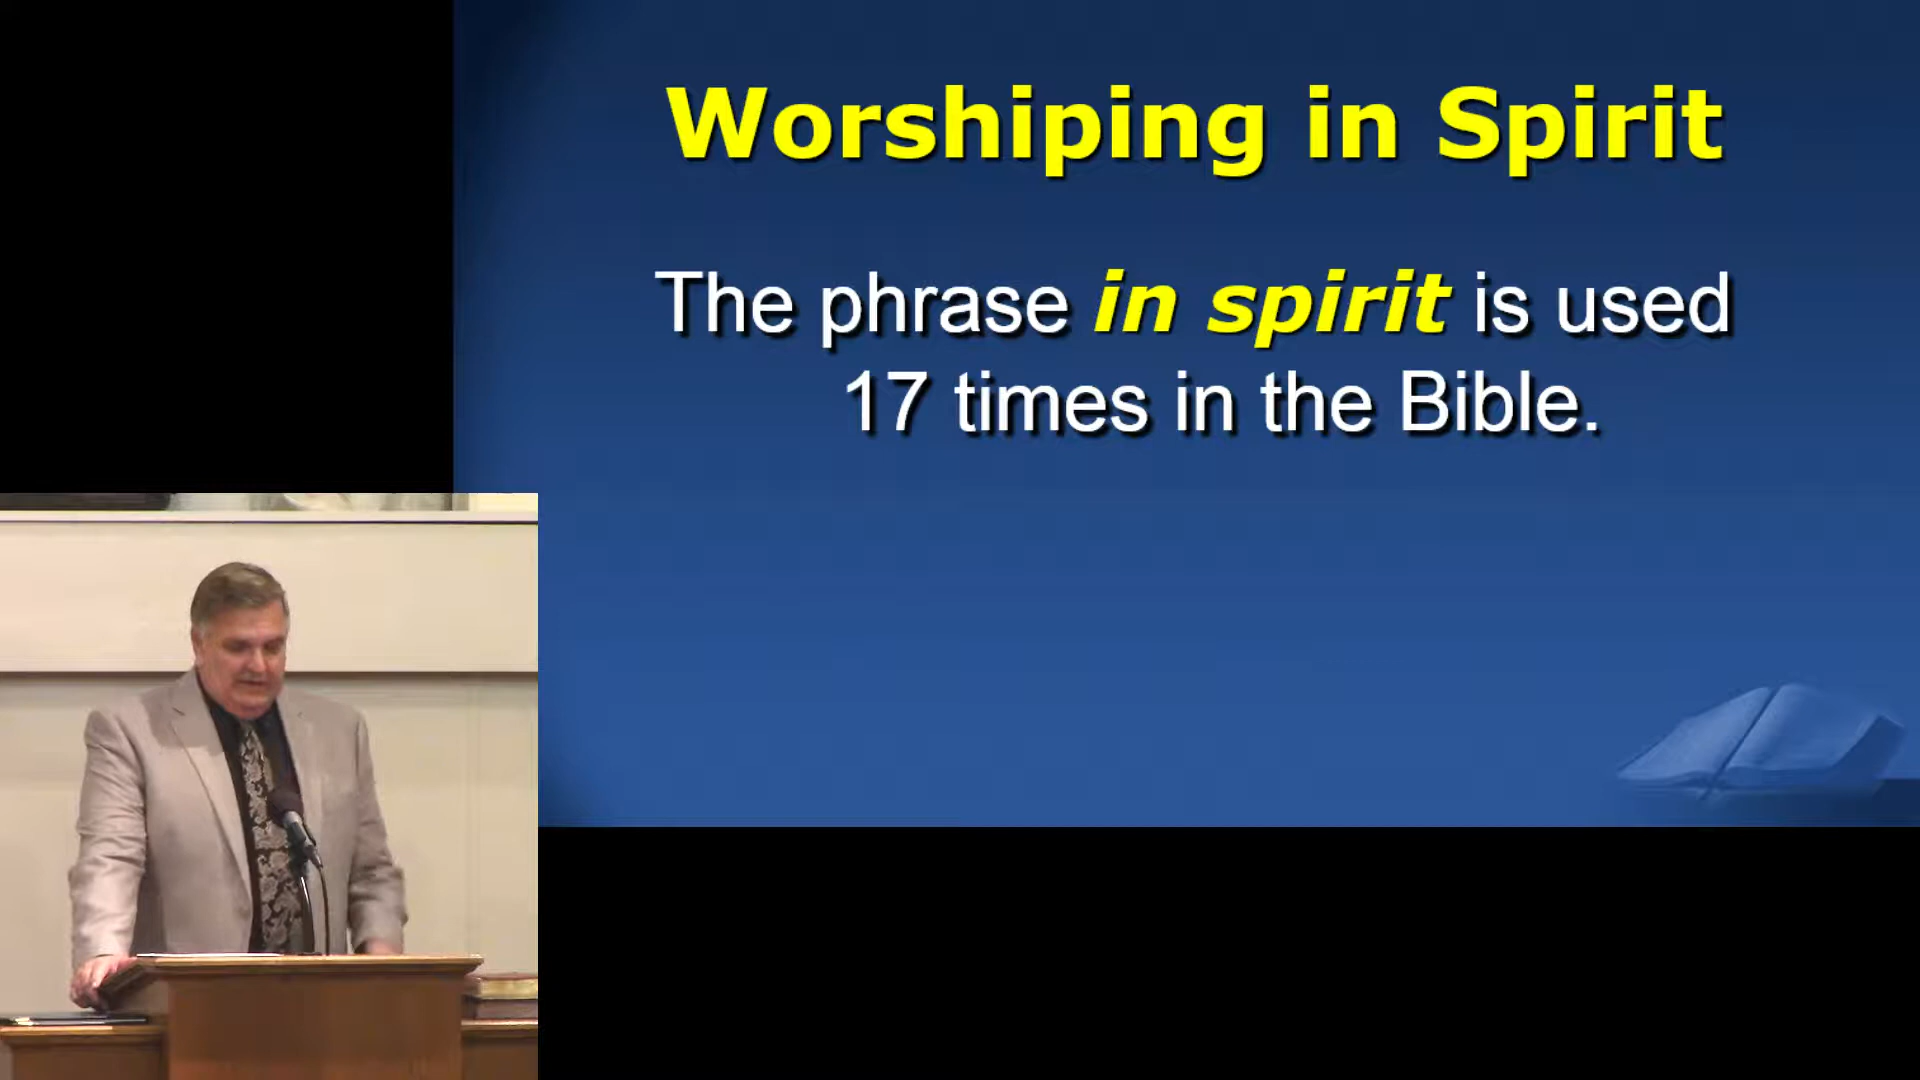 Worshiping in Spirit
The phrase in spirit is used
17 times in the Bible.